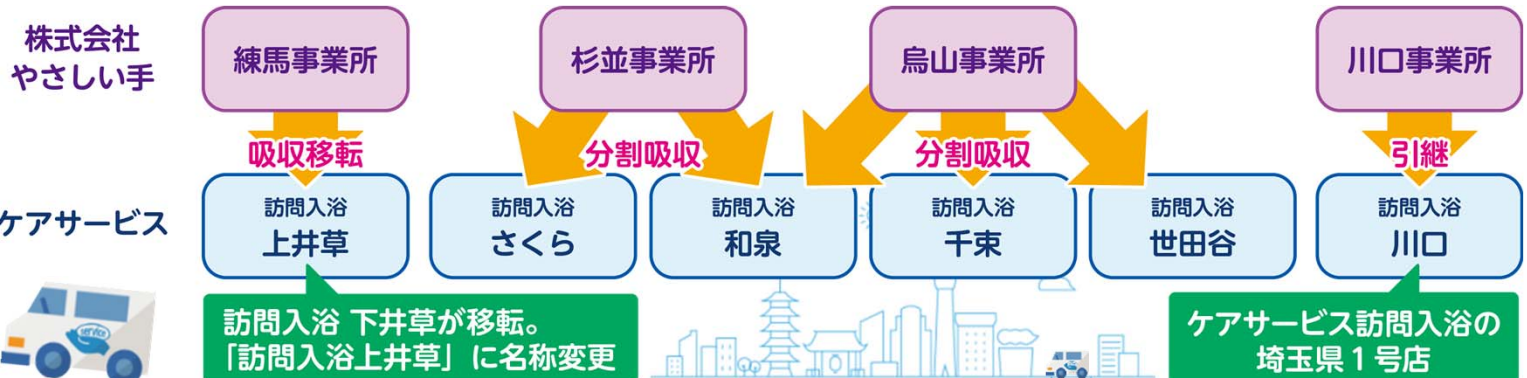 株式会社
やさしい手
練馬事業所
杉並事業所
烏山事業所
川口事業所
吸収移転
分割吸収
分割吸収
引継
ケアサービス
訪問入浴
上井草
訪問入浴
さくら
訪問入浴
和泉
訪問入浴
千束
訪問入浴
世田谷
訪問入浴
川口
service
訪問入浴 下井草が移転。
「訪問入浴上井草」に名称変更
ケアサービス訪問入浴の
埼玉県1号店